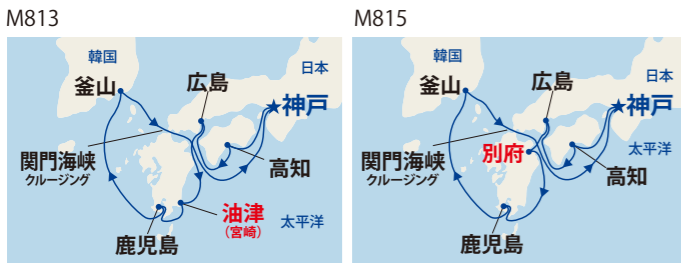 M813
韓国
日本
釜山
広島
神戸
関門海峡
クルージング
高知
油津
(宮崎)
太平洋
鹿児島
M815
韓国
日本
釜山
広島
神戸
太平洋
関門海峡
クルージング
別府
高知
鹿児島